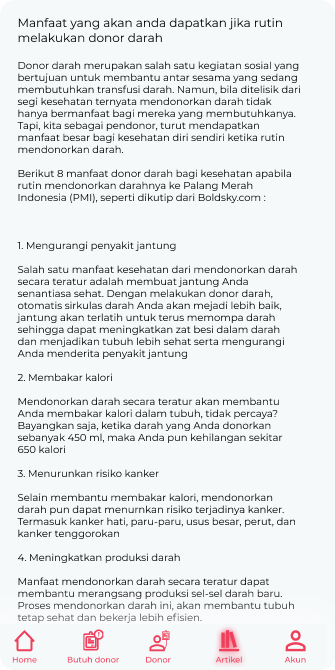 Manfaat yang akan anda dapatkan jika rutin
melakukan donor darah
Donor darah merupakan salah satu kegiatan sosial yang
bertujuan untuk membantu antar sesama yang sedang
membutuhkan transfusi darah. Namun, bila ditelisik dari
segi kesehatan ternyata mendonorkan darah tidak
hanya bermanfaat bagi mereka yang membutuhkanya.
Tapi, kita sebagai pendonor, turut mendapatkan
manfaat besar bagi kesehatan diri sendiri ketika rutin
mendonorkan darah.
Berikut 8 manfaat donor darah bagi kesehatan apabila
rutin mendonorkan darahnya ke Palang Merah
Indonesia (PMI), seperti dikutip dari Boldsky.com :
1. Mengurangi penyakit jantung
Salah satu manfaat kesehatan dari mendonorkan darah
secara teratur adalah membuat jantung Anda
senantiasa sehat. Dengan melakukan donor darah,
otomatis sirkulas darah Anda akan mejadi lebih baik,
jantung akan terlatih untuk terus memompa darah
sehingga dapat meningkatkan zat besi dalam darah
dan menjadikan tubuh lebih sehat serta mengurangi
Anda menderita penyakit jantung
2. Membakar kalori
Mendonorkan darah secara teratur akan membantu
Anda membakar kalori dalam tubuh, tidak percaya?
Bayangkan saja, ketika darah yang Anda donorkan
sebanyak 450 ml, maka Anda pun kehilangan sekitar
650 kalori
3. Menurunkan risiko kanker
Selain membantu membakar kalori, mendonorkan
darah pun dapat menurnkan risiko terjadinya kanker.
Termasuk kanker hati, paru-paru, usus besar, perut, dan
kanker tenggorokan
4. Meningkatkan produksi darah
Manfaat mendonorkan darah secara teratur dapat
membantu merangsang produksi sel-sel darah baru.
Proses mendonorkan darah ini, akan membantu tubuh
tetap sehat dan bekerja lebih efisien.
Home Butuh donor Donor Artikel Akun